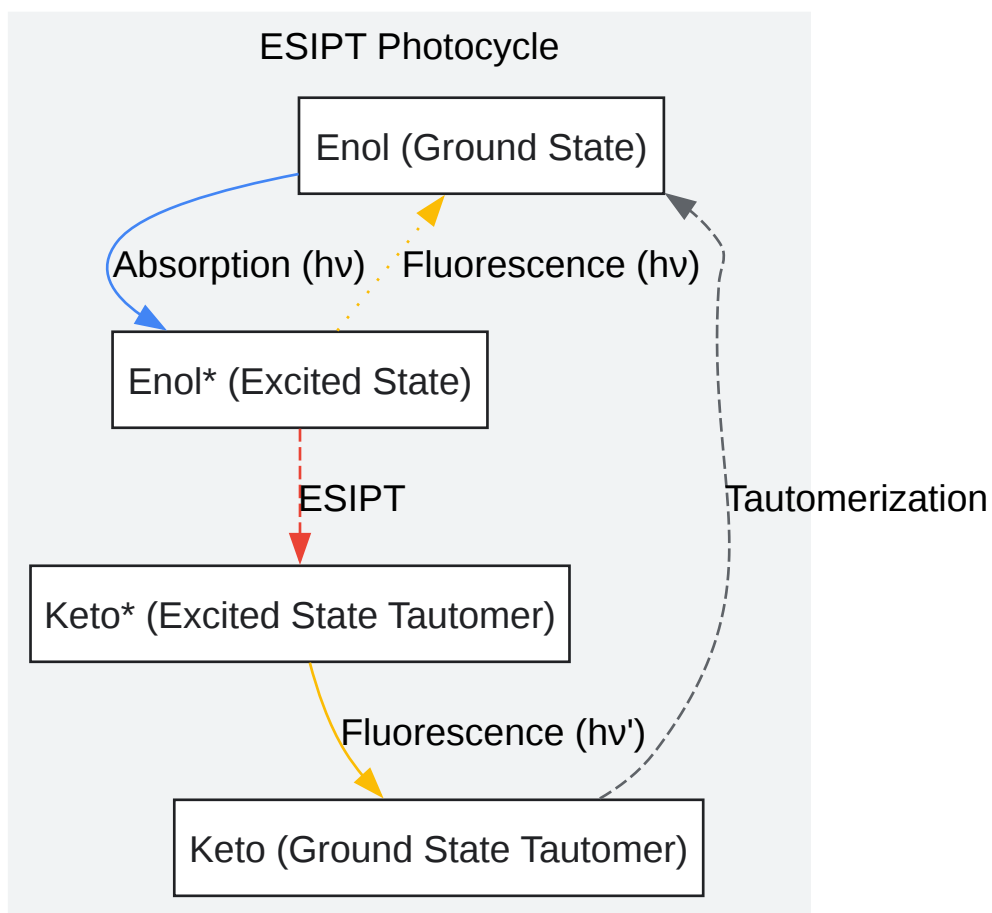 ESIPT Photocycle
Enol (Ground State)
Absorption (hν)
Fluorescence (hν)
Enol* (Excited State)
ESIPT
Tautomerization
Keto* (Excited State Tautomer)
Fluorescence (hν')
Keto (Ground State Tautomer)